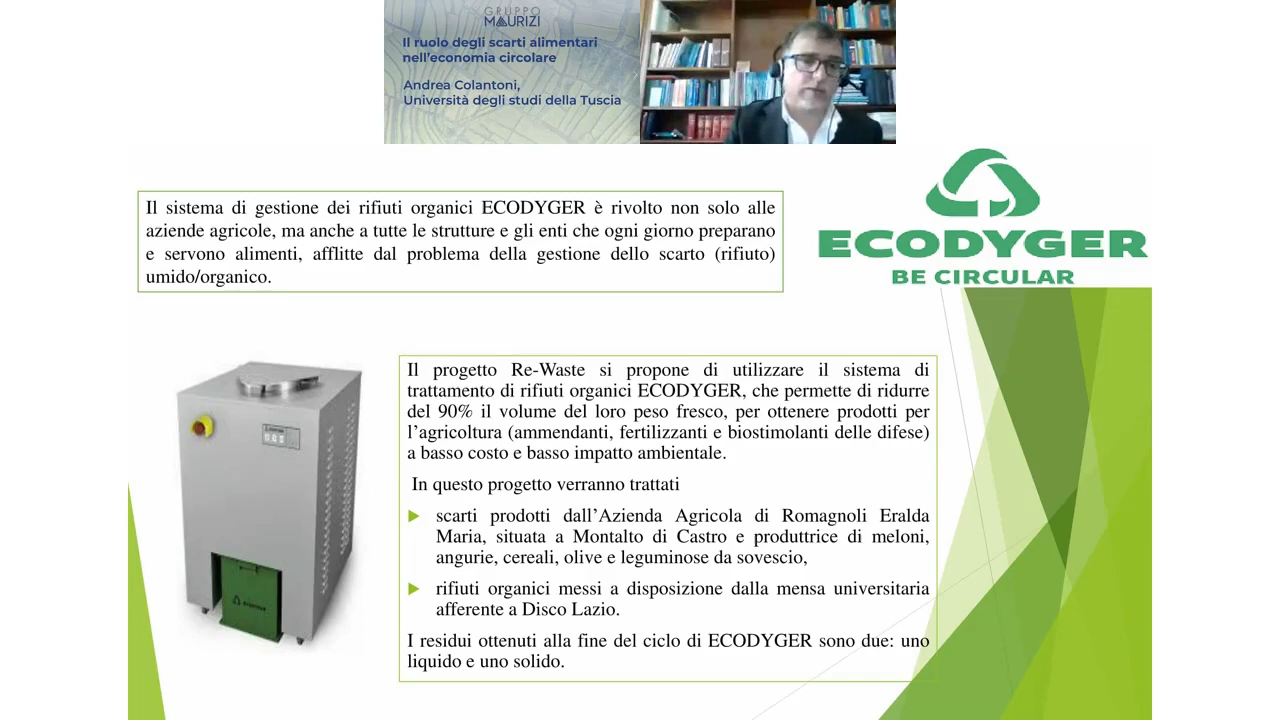 GRUPPO
MAURIZI
Il ruolo degli scarti alimentari
nell'economia circolare
Andrea Colantoni,
Università degli studi della Tuscia
ECODYGER
BE CIRCULAR
Il sistema di gestione dei rifiuti organici ECODYGER è rivolto non solo alle
aziende agricole, ma anche a tutte le strutture e gli enti che ogni giorno preparano
e servono alimenti, afflitte dal problema della gestione dello scarto (rifiuto)
umido/organico.
Il progetto Re-Waste si propone di utilizzare il sistema di
trattamento di rifiuti organici ECODYGER, che permette di ridurre
del 90% il volume del loro peso fresco, per ottenere prodotti per
l'agricoltura (ammendanti, fertilizzanti e biostimolanti delle difese)
a basso costo e basso impatto ambientale.
In questo progetto verranno trattati
scarti prodotti dall'Azienda Agricola di Romagnoli Eralda
Maria, situata a Montalto di Castro e produttrice di meloni,
angurie, cereali, olive e leguminose da sovescio,
rifiuti organici messi a disposizione dalla mensa universitaria
afferente a Disco Lazio.
I residui ottenuti alla fine del ciclo di ECODYGER sono due: uno
liquido e uno solido.